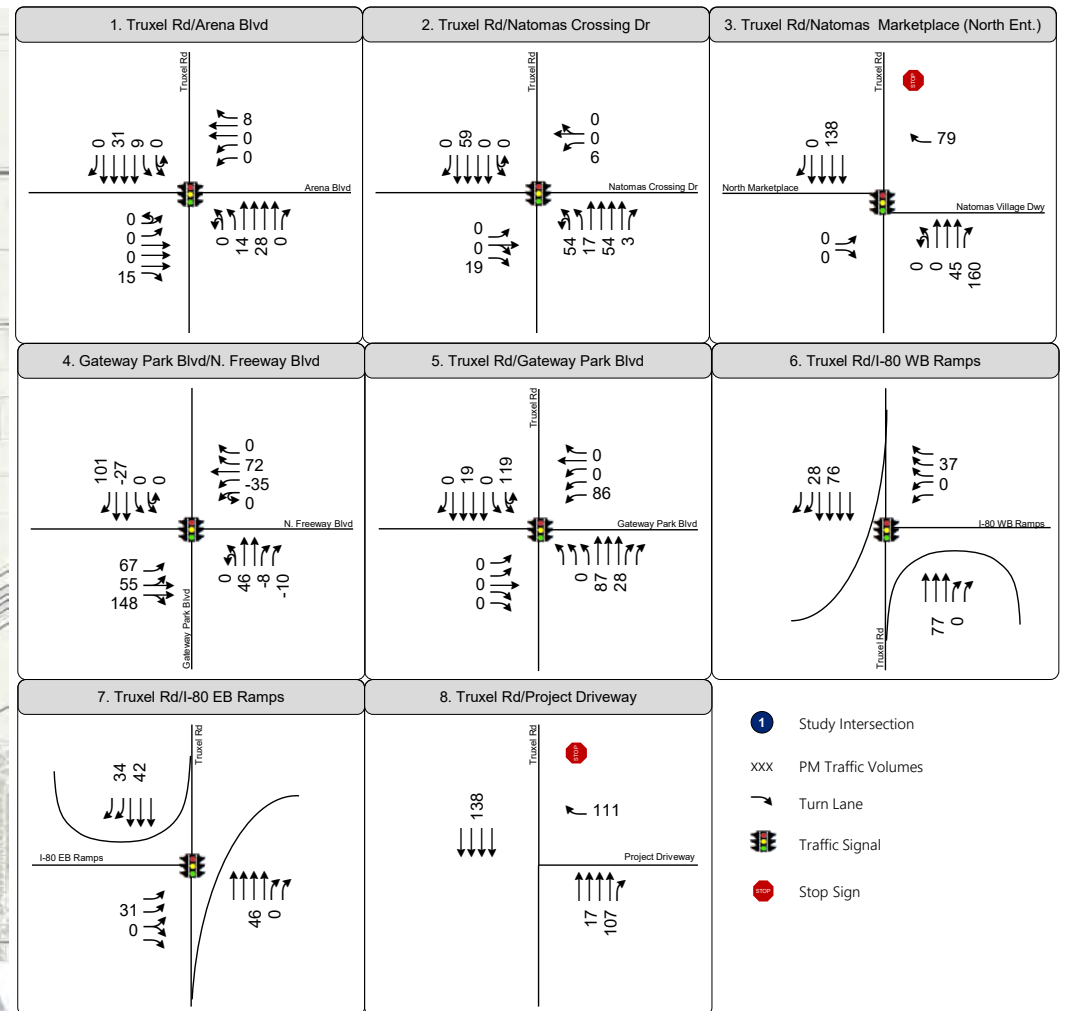 1. Truxel Rd/Arena Blvd
Truxel Rd
0 31 9 0 0
8
0
0
Arena Blvd
0
0
0
15
0 14 28 0
2. Truxel Rd/Natomas Crossing Dr
Truxel Rd
0 59 0 0
0
0
6
Natomas Crossing Dr
0
0
19
54 17 54 3
3. Truxel Rd/Natomas Marketplace (North Ent.)
Truxel Rd
STOP
0 138
79
North Marketplace
Natomas Village Dwy
0
0
0 0 45 160
4. Gateway Park Blvd/N. Freeway Blvd
101 -27 0 0
0
72
-35
0
N. Freeway Blvd
67
55
148
Gateway Park Blvd
0 46 -8 -10
5. Truxel Rd/Gateway Park Blvd
Truxel Rd
0 19 0 119
0
0
86
Gateway Park Blvd
0
0
0
0 87 28
6. Truxel Rd/I-80 WB Ramps
28 76
37
0
I-80 WB Ramps
77 0
Truxel Rd
7. Truxel Rd/I-80 EB Ramps
Truxel Rd
34 42
I-80 EB Ramps
31
0
46 0
8. Truxel Rd/Project Driveway
Truxel Rd
STOP
138
111
Project Driveway
17 107
1 Study Intersection
XXX PM Traffic Volumes
Turn Lane
Traffic Signal
STOP Stop Sign